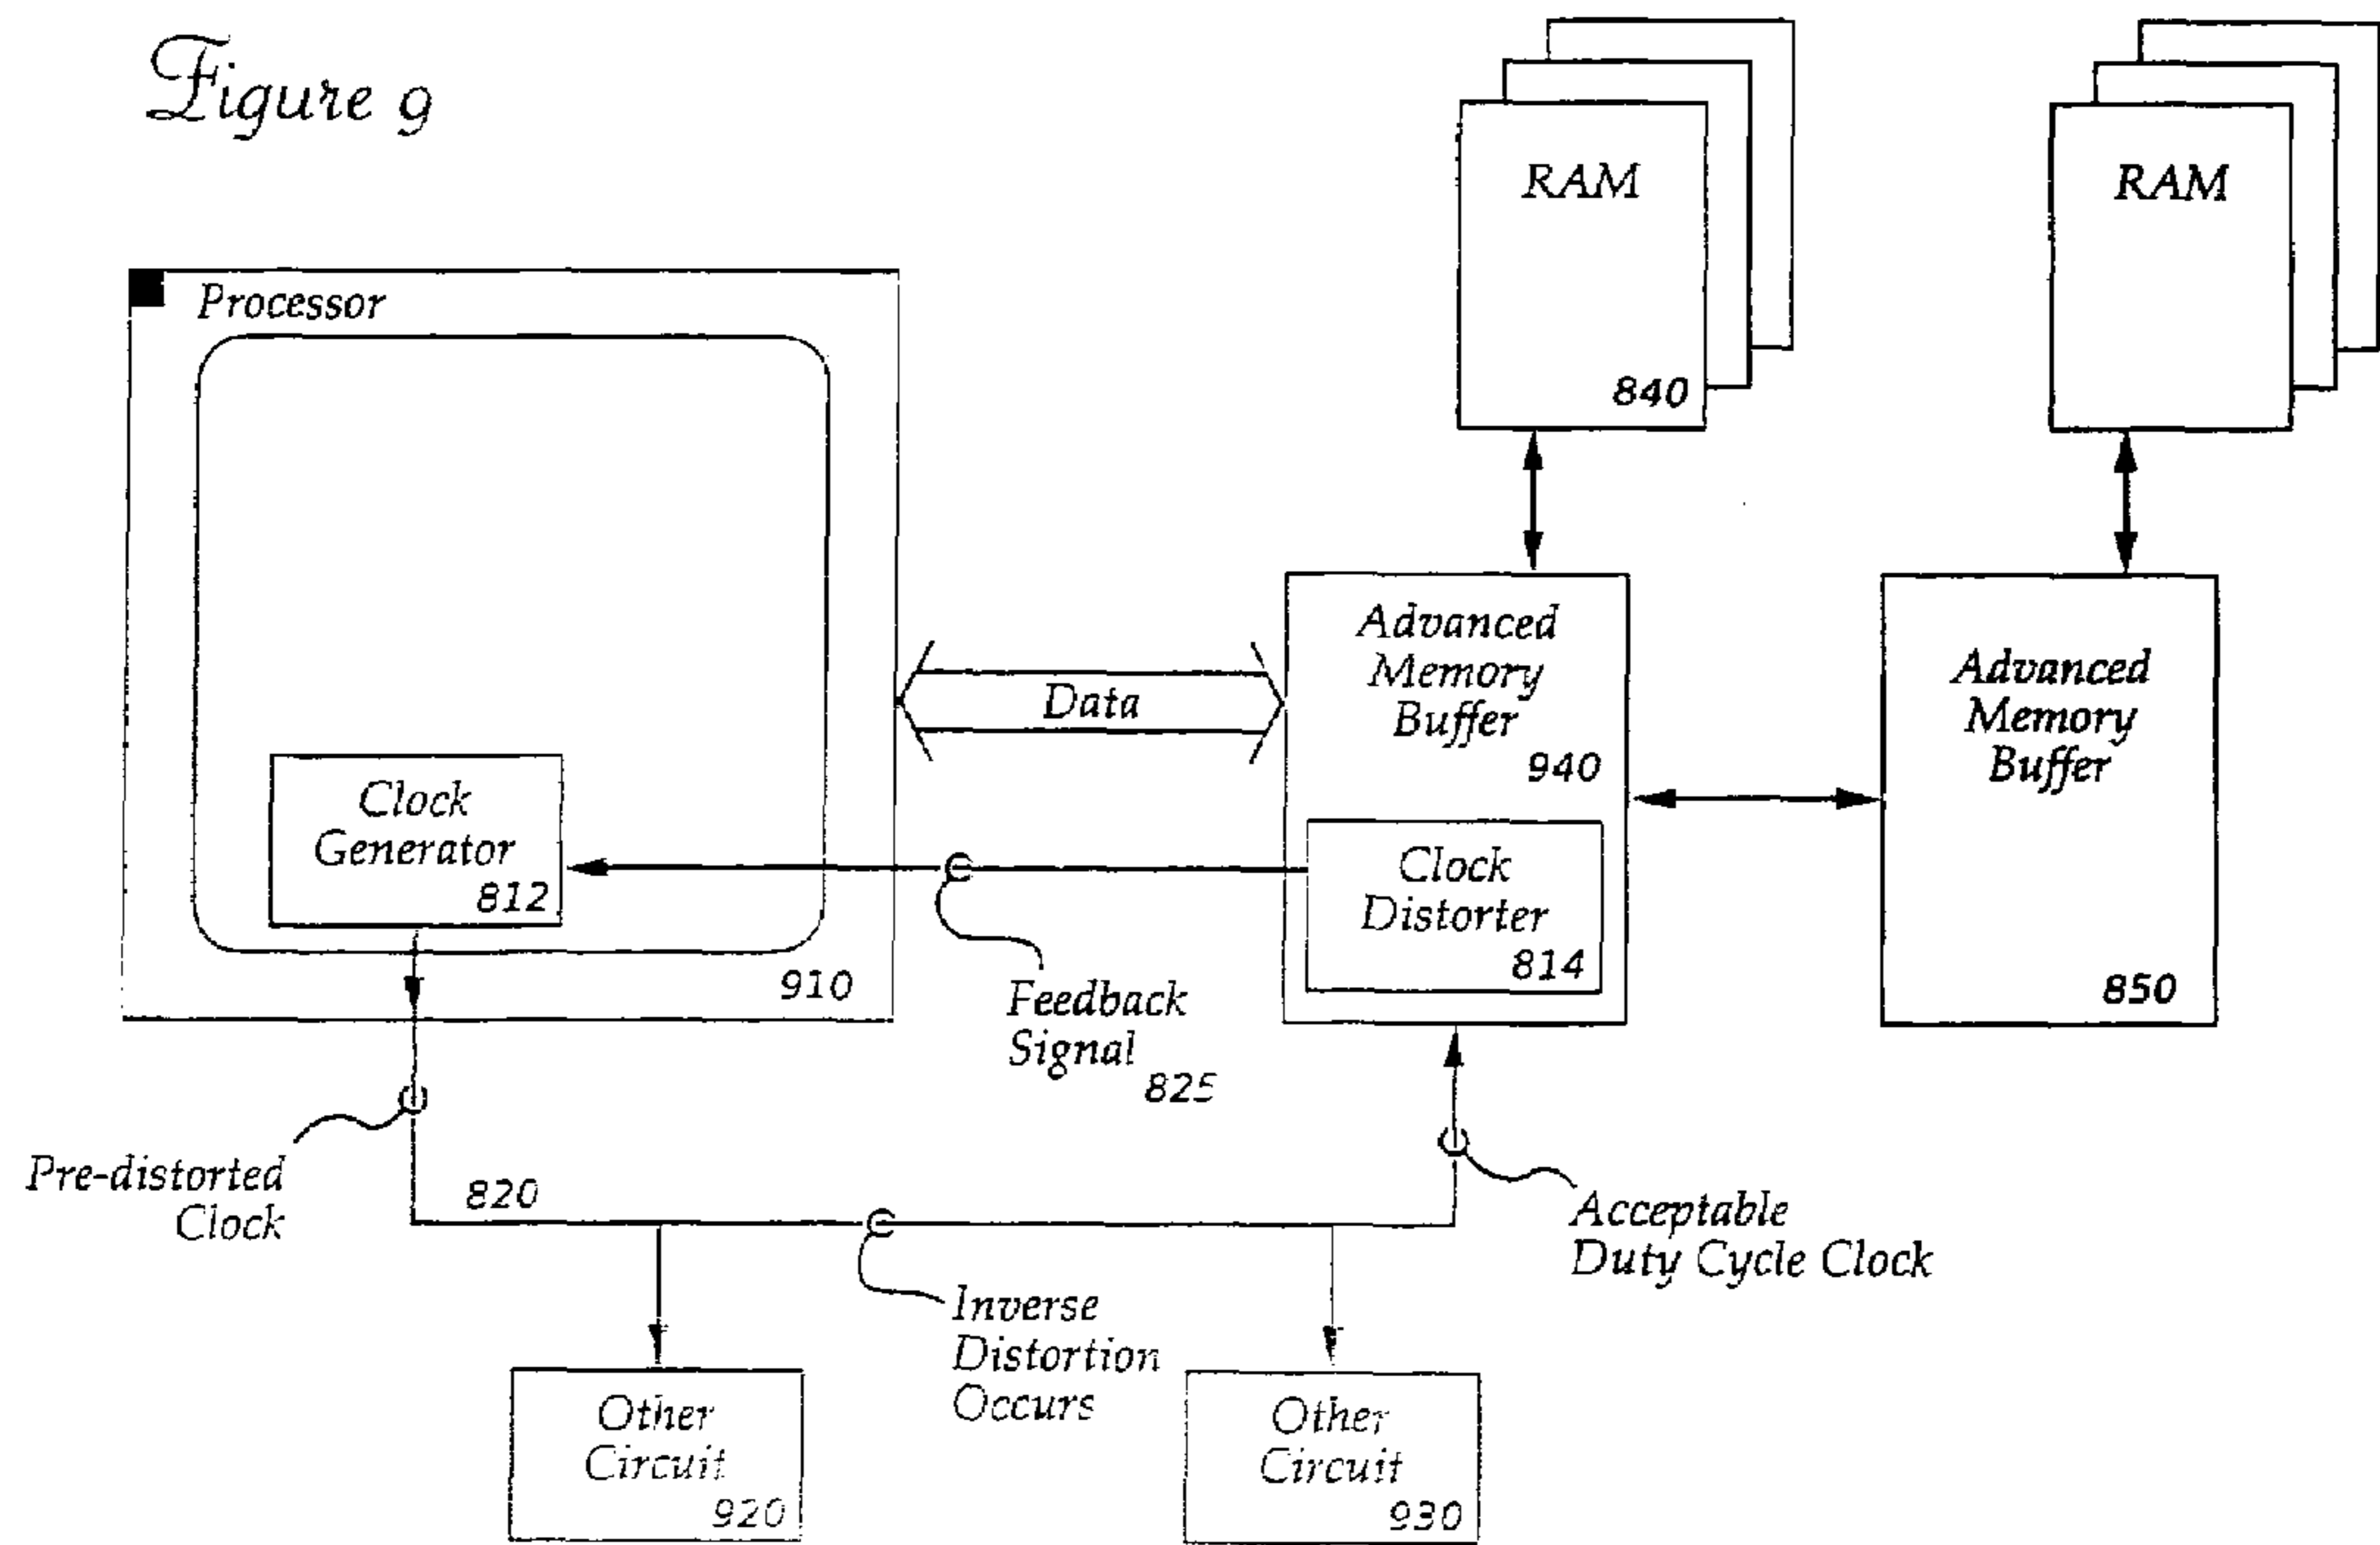 Figure 9
RAM
840
RAM
Processor
Clock
Generator
812
910
Data
Advanced
Memory
Buffer
940
Clock
Distorter
814
Advanced
Memory
Buffer
850
Feedback
Signal
825
Pre-distorted
Clock
820
Inverse
Distortion
Occurs
Acceptable
Duty Cycle Clock
Other
Circuit
920
Other
Circuit
930